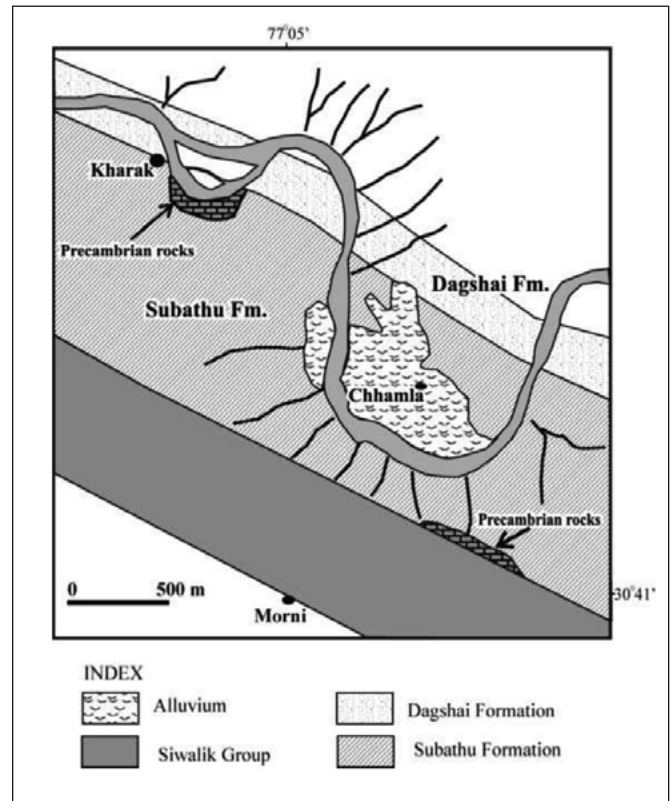 77°05'
Kharak
Precambrian rocks
Dagshai Fm.
Subathu Fm.
Chhamla
Precambrian rocks
0 500 m
30°41'
Morni
INDEX
Alluvium
Dagshai Formation
Siwalik Group
Subathu Formation